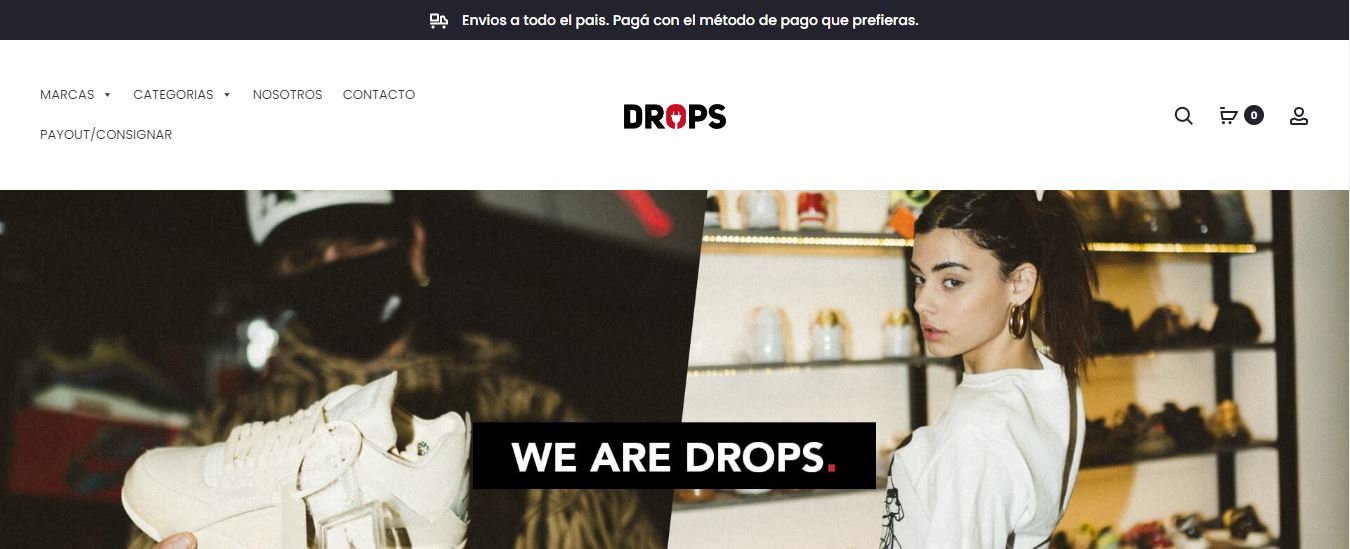 Envios a todo el pais. Pagá con el método de pago que prefieras.
MARCAS CATEGORIAS NOSOTROS CONTACTO
PAYOUT/CONSIGNAR
DROPS
0
WE ARE DROPS.